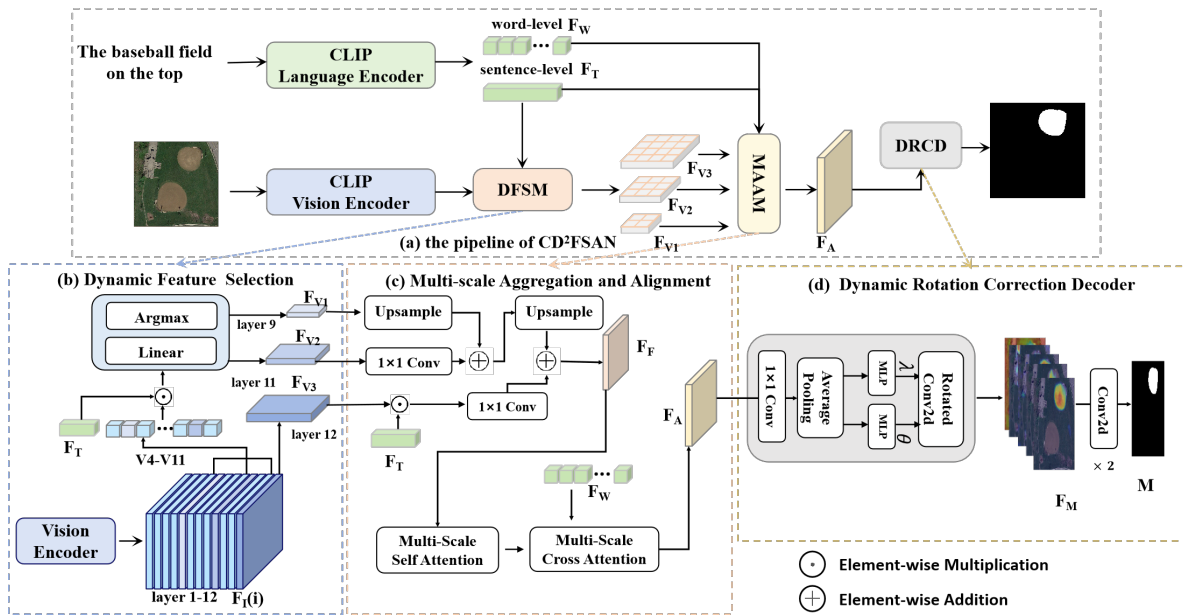 The baseball field
on the top
CLIP
Language Encoder
word-level F_W
sentence-level F_T
CLIP
Vision Encoder
DFSM
F_V3
F_V2
F_V1
MAAM
F_A
DRCD
(a) the pipeline of CD²FSAN
(b) Dynamic Feature Selection
Argmax
Linear
layer 9
F_V1
F_V2
layer 11
F_V3
layer 12
F_T
V4-V11
Vision
Encoder
layer 1-12
F_I(i)
(c) Multi-scale Aggregation and Alignment
Upsample
Upsample
1×1 Conv
1×1 Conv
F_F
F_T
F_W
F_A
Multi-Scale
Self Attention
Multi-Scale
Cross Attention
(d) Dynamic Rotation Correction Decoder
1×1 Conv
Average
Pooling
MLP
λ
MLP
θ
Rotated
Conv2d
F_M
Conv2d
× 2
M
Element-wise Multiplication
Element-wise Addition